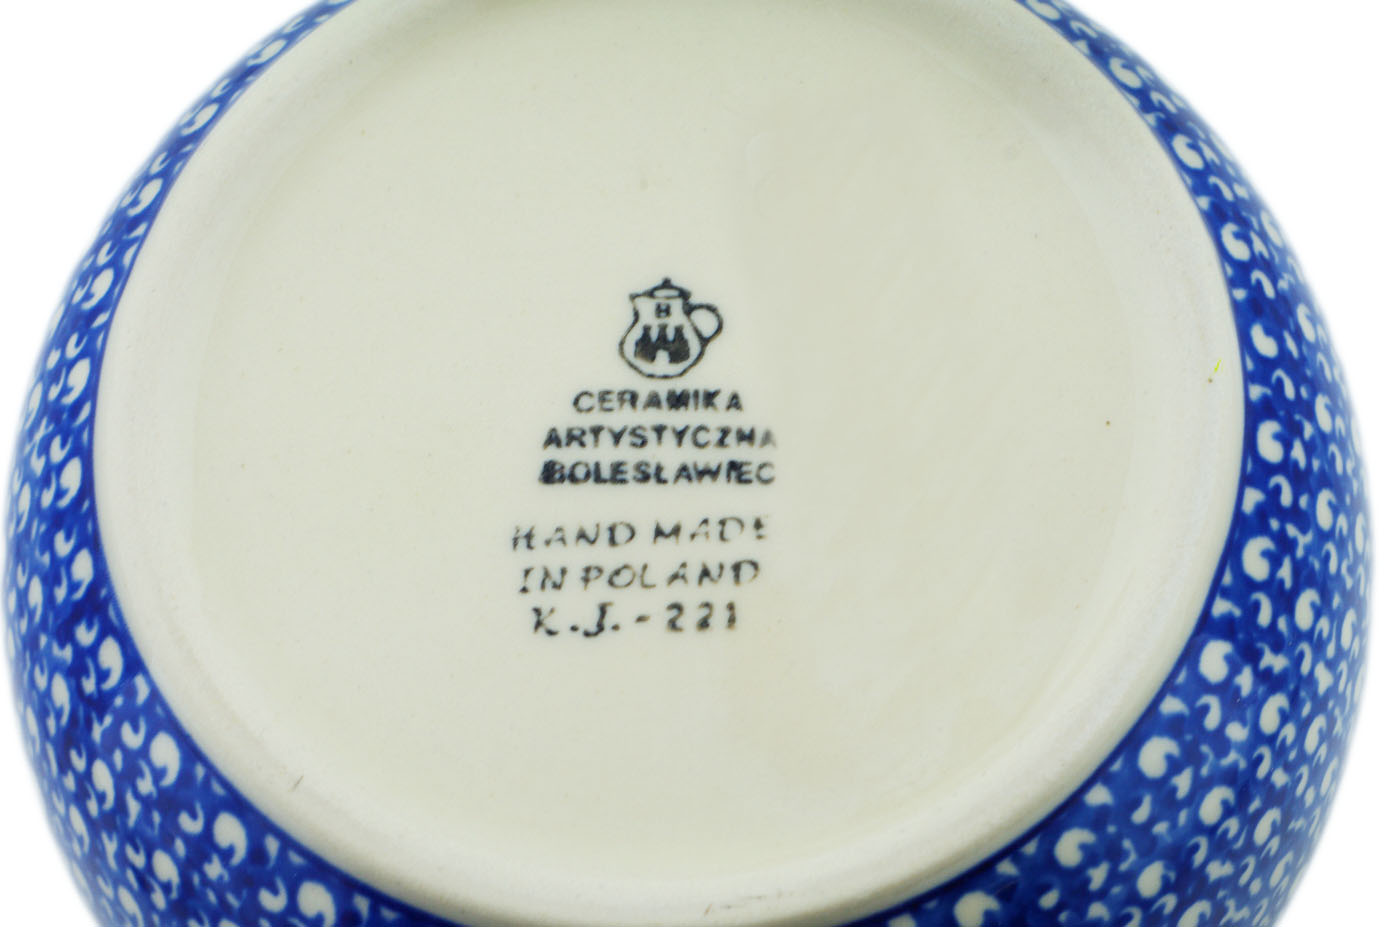 B
CERAMIKA
ARTYSTYCZNA
BOLESŁAWIEC
HAND MADE
IN POLAND
K.J.-221